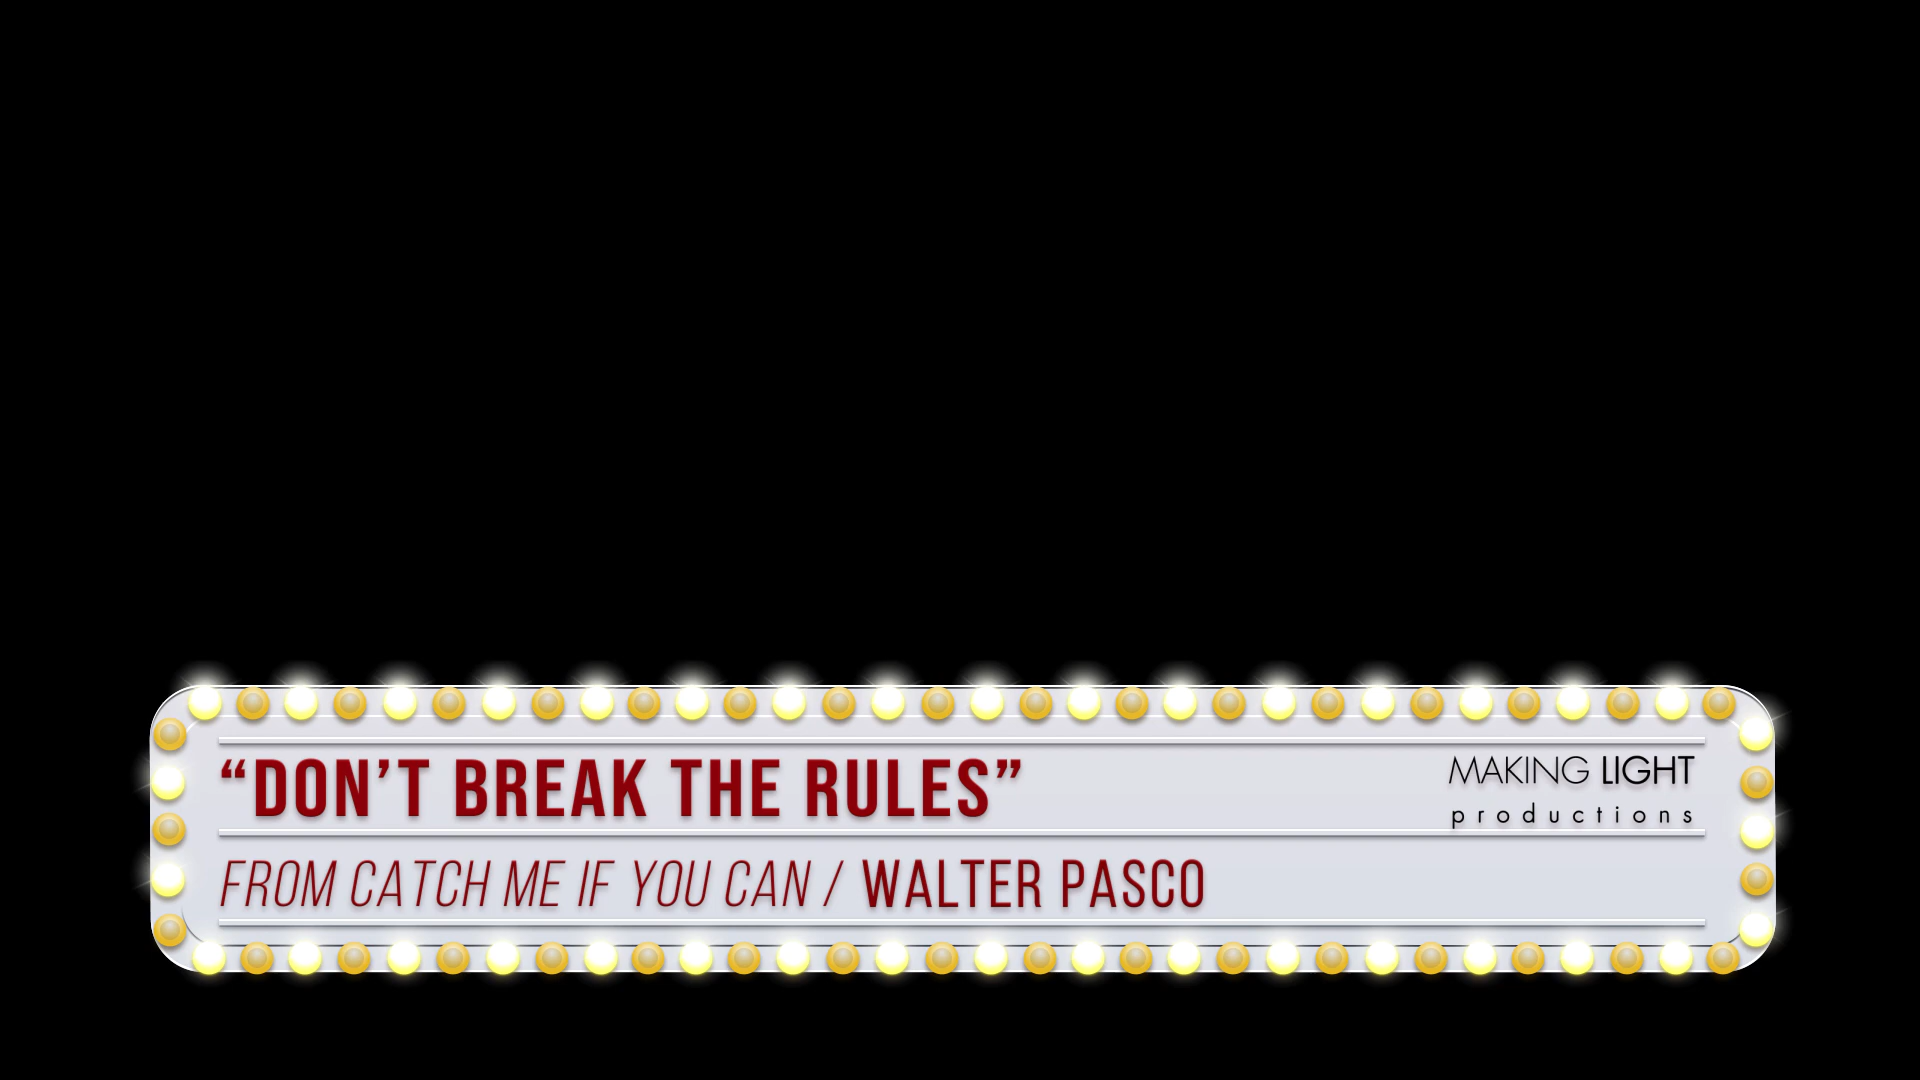 “DON’T BREAK THE RULES”
MAKING LIGHT
productions
FROM CATCH ME IF YOU CAN / WALTER PASCO